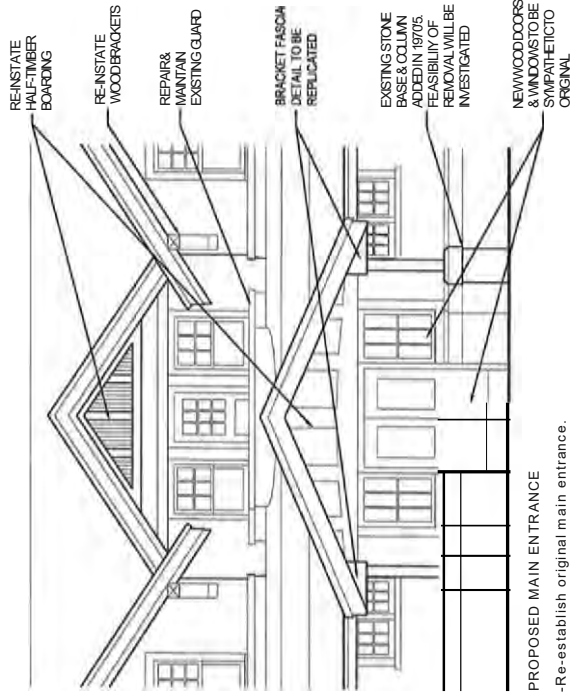 RE-INSTATE
HALF-TIMBER
BOARDING
RE-INSTATE
WOOD BRACKETS
REPAIR &
MAINTAIN
EXISTING GUARD
BRACKET FASCIA
DETAIL TO BE
REPLICATED
EXISTING STONE
BASE & COLUMN
ADDED IN 1970'S.
FEASIBILITY OF
REMOVAL WILL BE
INVESTIGATED
NEW WOOD DOORS
& WINDOWS TO BE
SYMPATHETIC TO
ORIGINAL
PROPOSED MAIN ENTRANCE
-Re-establish original main entrance.